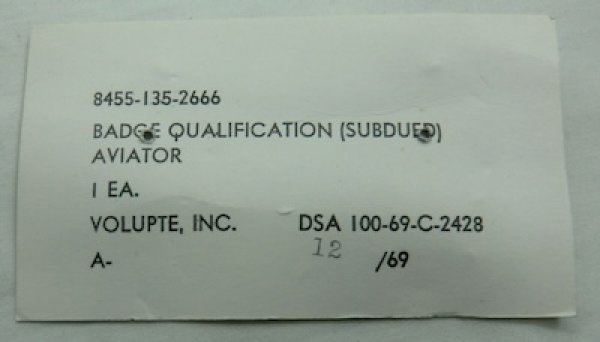 8455-135-2666
BADGE QUALIFICATION (SUBDUED)
AVIATOR
1 EA.
VOLUPTE, INC. DSA 100-69-C-2428
A- 12 /69